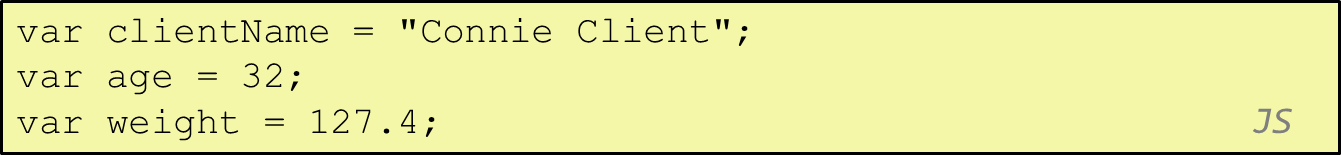 var clientName = "Connie Client";
var age = 32;
var weight = 127.4;
JS